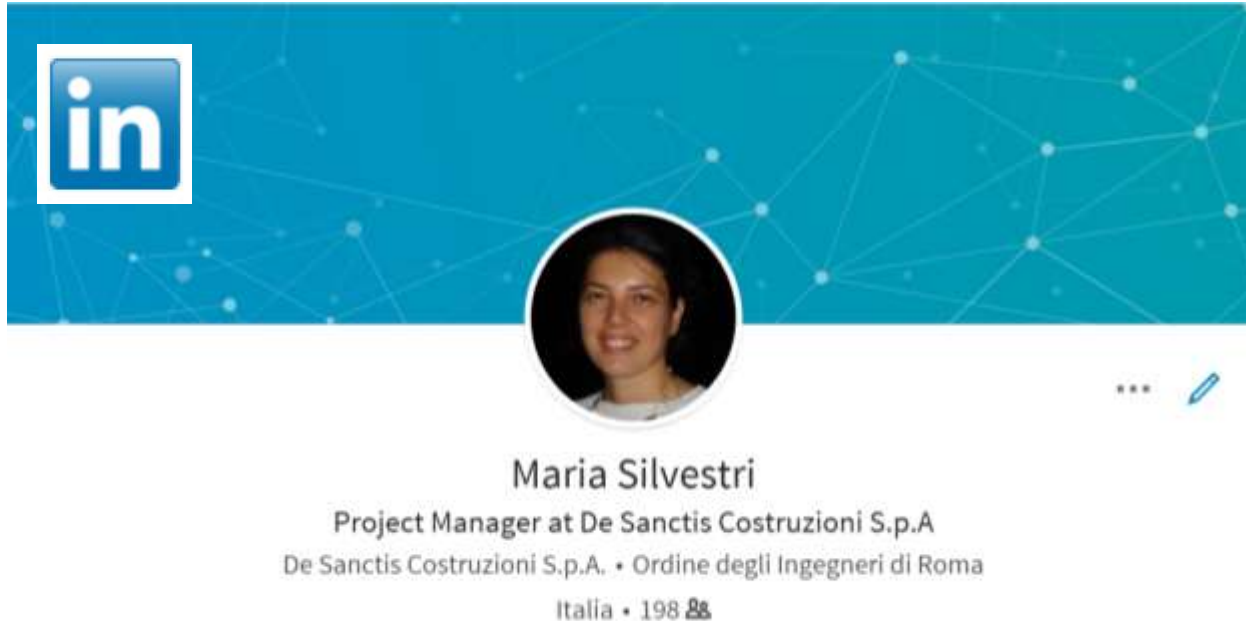 in
Maria Silvestri
Project Manager at De Sanctis Costruzioni S.p.A
De Sanctis Costruzioni S.p.A. • Ordine degli Ingegneri di Roma
Italia • 198